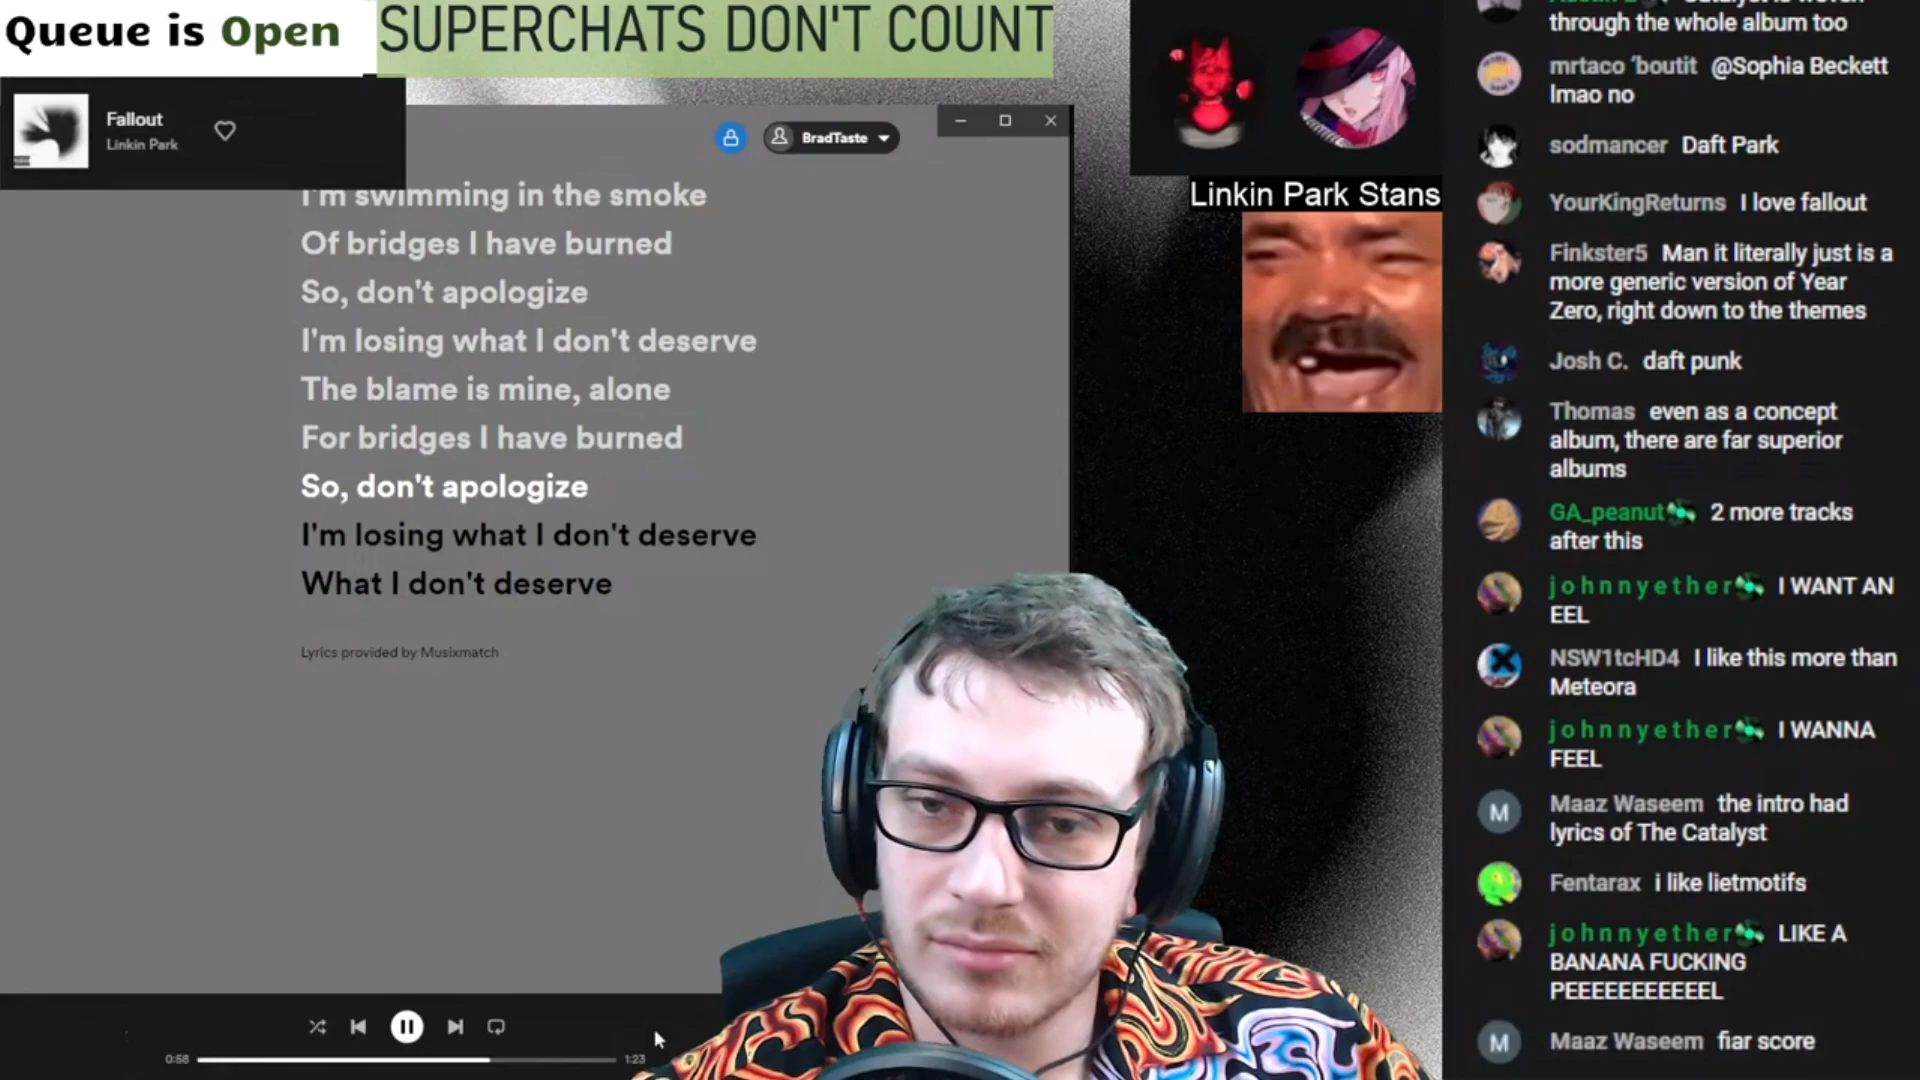 Queue is Open
SUPERCHATS DON'T COUNT
Fallout
Linkin Park
BradTaste
I'm swimming in the smoke
Of bridges I have burned
So, don't apologize
I'm losing what I don't deserve
The blame is mine, alone
For bridges I have burned
So, don't apologize
I'm losing what I don't deserve
What I don't deserve
Lyrics provided by Musixmatch
0:58
1:23
Linkin Park Stans
through the whole album too
mrtaco 'boutit @Sophia Beckett
lmao no
sodmancer Daft Park
YourKingReturns I love fallout
Finkster5 Man it literally just is a
more generic version of Year
Zero, right down to the themes
Josh C. daft punk
Thomas even as a concept
album, there are far superior
albums
GA_peanut 2 more tracks
after this
johnnyether I WANT AN
EEL
NSW1tcHD4 I like this more than
Meteora
johnnyether I WANNA
FEEL
M
Maaz Waseem the intro had
lyrics of The Catalyst
Fentarax i like lietmotifs
johnnyether LIKE A
BANANA FUCKING
PEEEEEEEEEEEL
M
Maaz Waseem fiar score